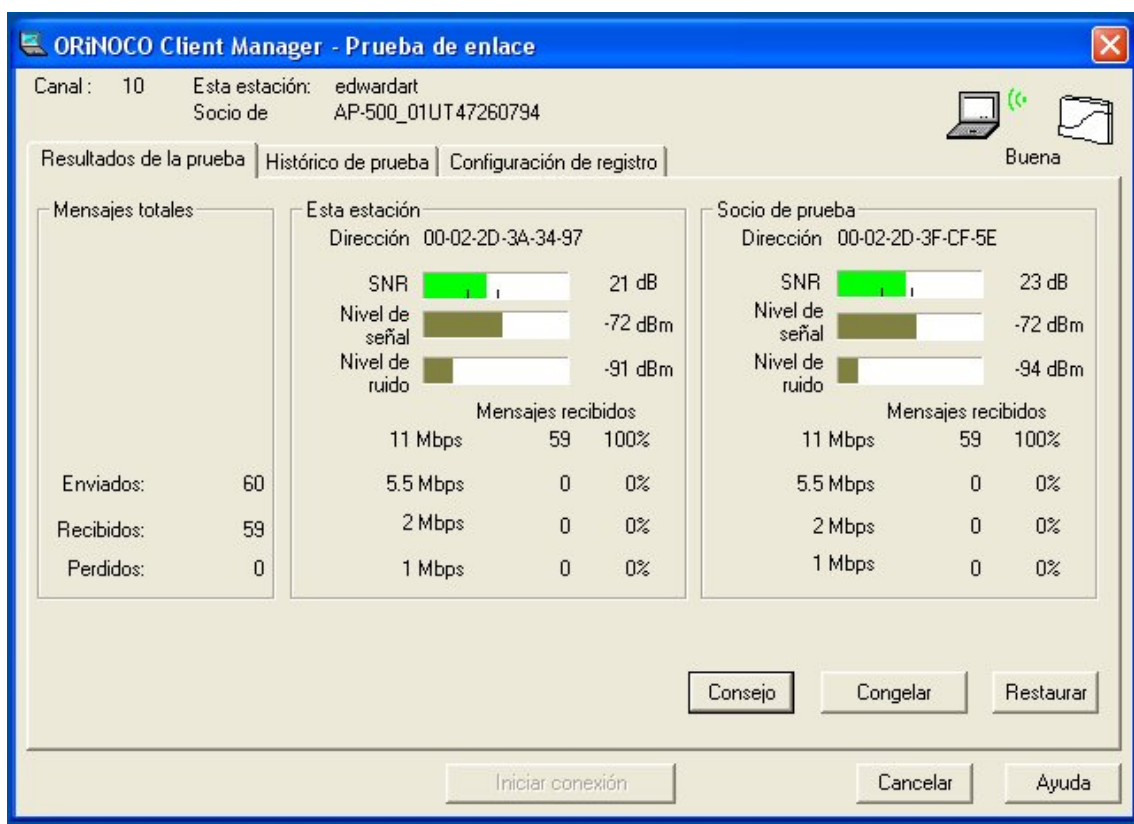 ORiNOCO Client Manager - Prueba de enlace
Canal: 10 Esta estación: edwardart
Socio de AP-500_01UT47260794
Buena
Resultados de la prueba Histórico de prueba Configuración de registro
Mensajes totales
Enviados: 60
Recibidos: 59
Perdidos: 0
Esta estación
Dirección 00-02-2D-3A-34-97
SNR 21 dB
Nivel de señal -72 dBm
Nivel de ruido -91 dBm
Mensajes recibidos
11 Mbps 59 100%
5.5 Mbps 0 0%
2 Mbps 0 0%
1 Mbps 0 0%
Socio de prueba
Dirección 00-02-2D-3F-CF-5E
SNR 23 dB
Nivel de señal -72 dBm
Nivel de ruido -94 dBm
Mensajes recibidos
11 Mbps 59 100%
5.5 Mbps 0 0%
2 Mbps 0 0%
1 Mbps 0 0%
Consejo Congelar Restaurar
Iniciar conexión Cancelar Ayuda